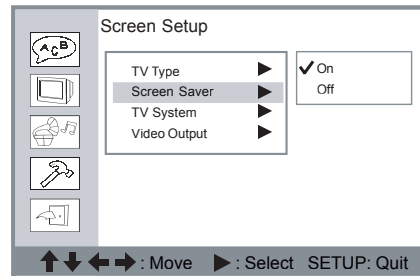 Screen Setup
A C B
TV Type
Screen Saver
TV System
Video Output
On
Off
: Move : Select SETUP: Quit